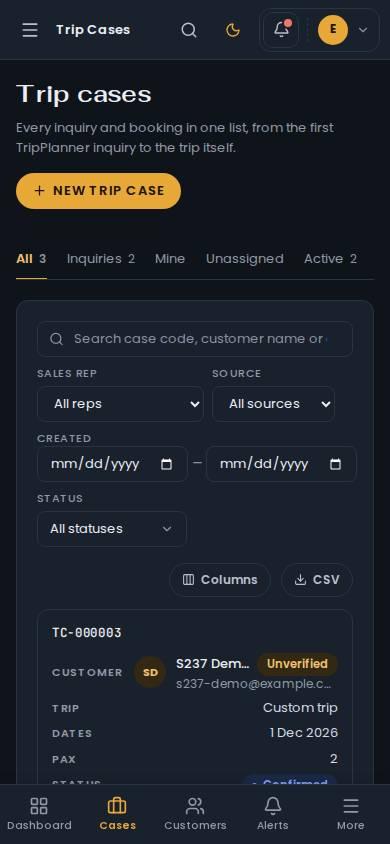 Trip Cases
E
Trip cases
Every inquiry and booking in one list, from the first
TripPlanner inquiry to the trip itself.
+ NEW TRIP CASE
All 3 Inquiries 2 Mine Unassigned Active 2
Search case code, customer name or
SALES REP SOURCE
All reps All sources
CREATED
mm/dd/yyyy – mm/dd/yyyy
STATUS
All statuses
Columns CSV
TC-000003
CUSTOMER SD S237 Dem... Unverified
s237-demo@example.c...
TRIP Custom trip
DATES 1 Dec 2026
PAX 2
STATUS Confirmed
Dashboard Cases Customers Alerts More